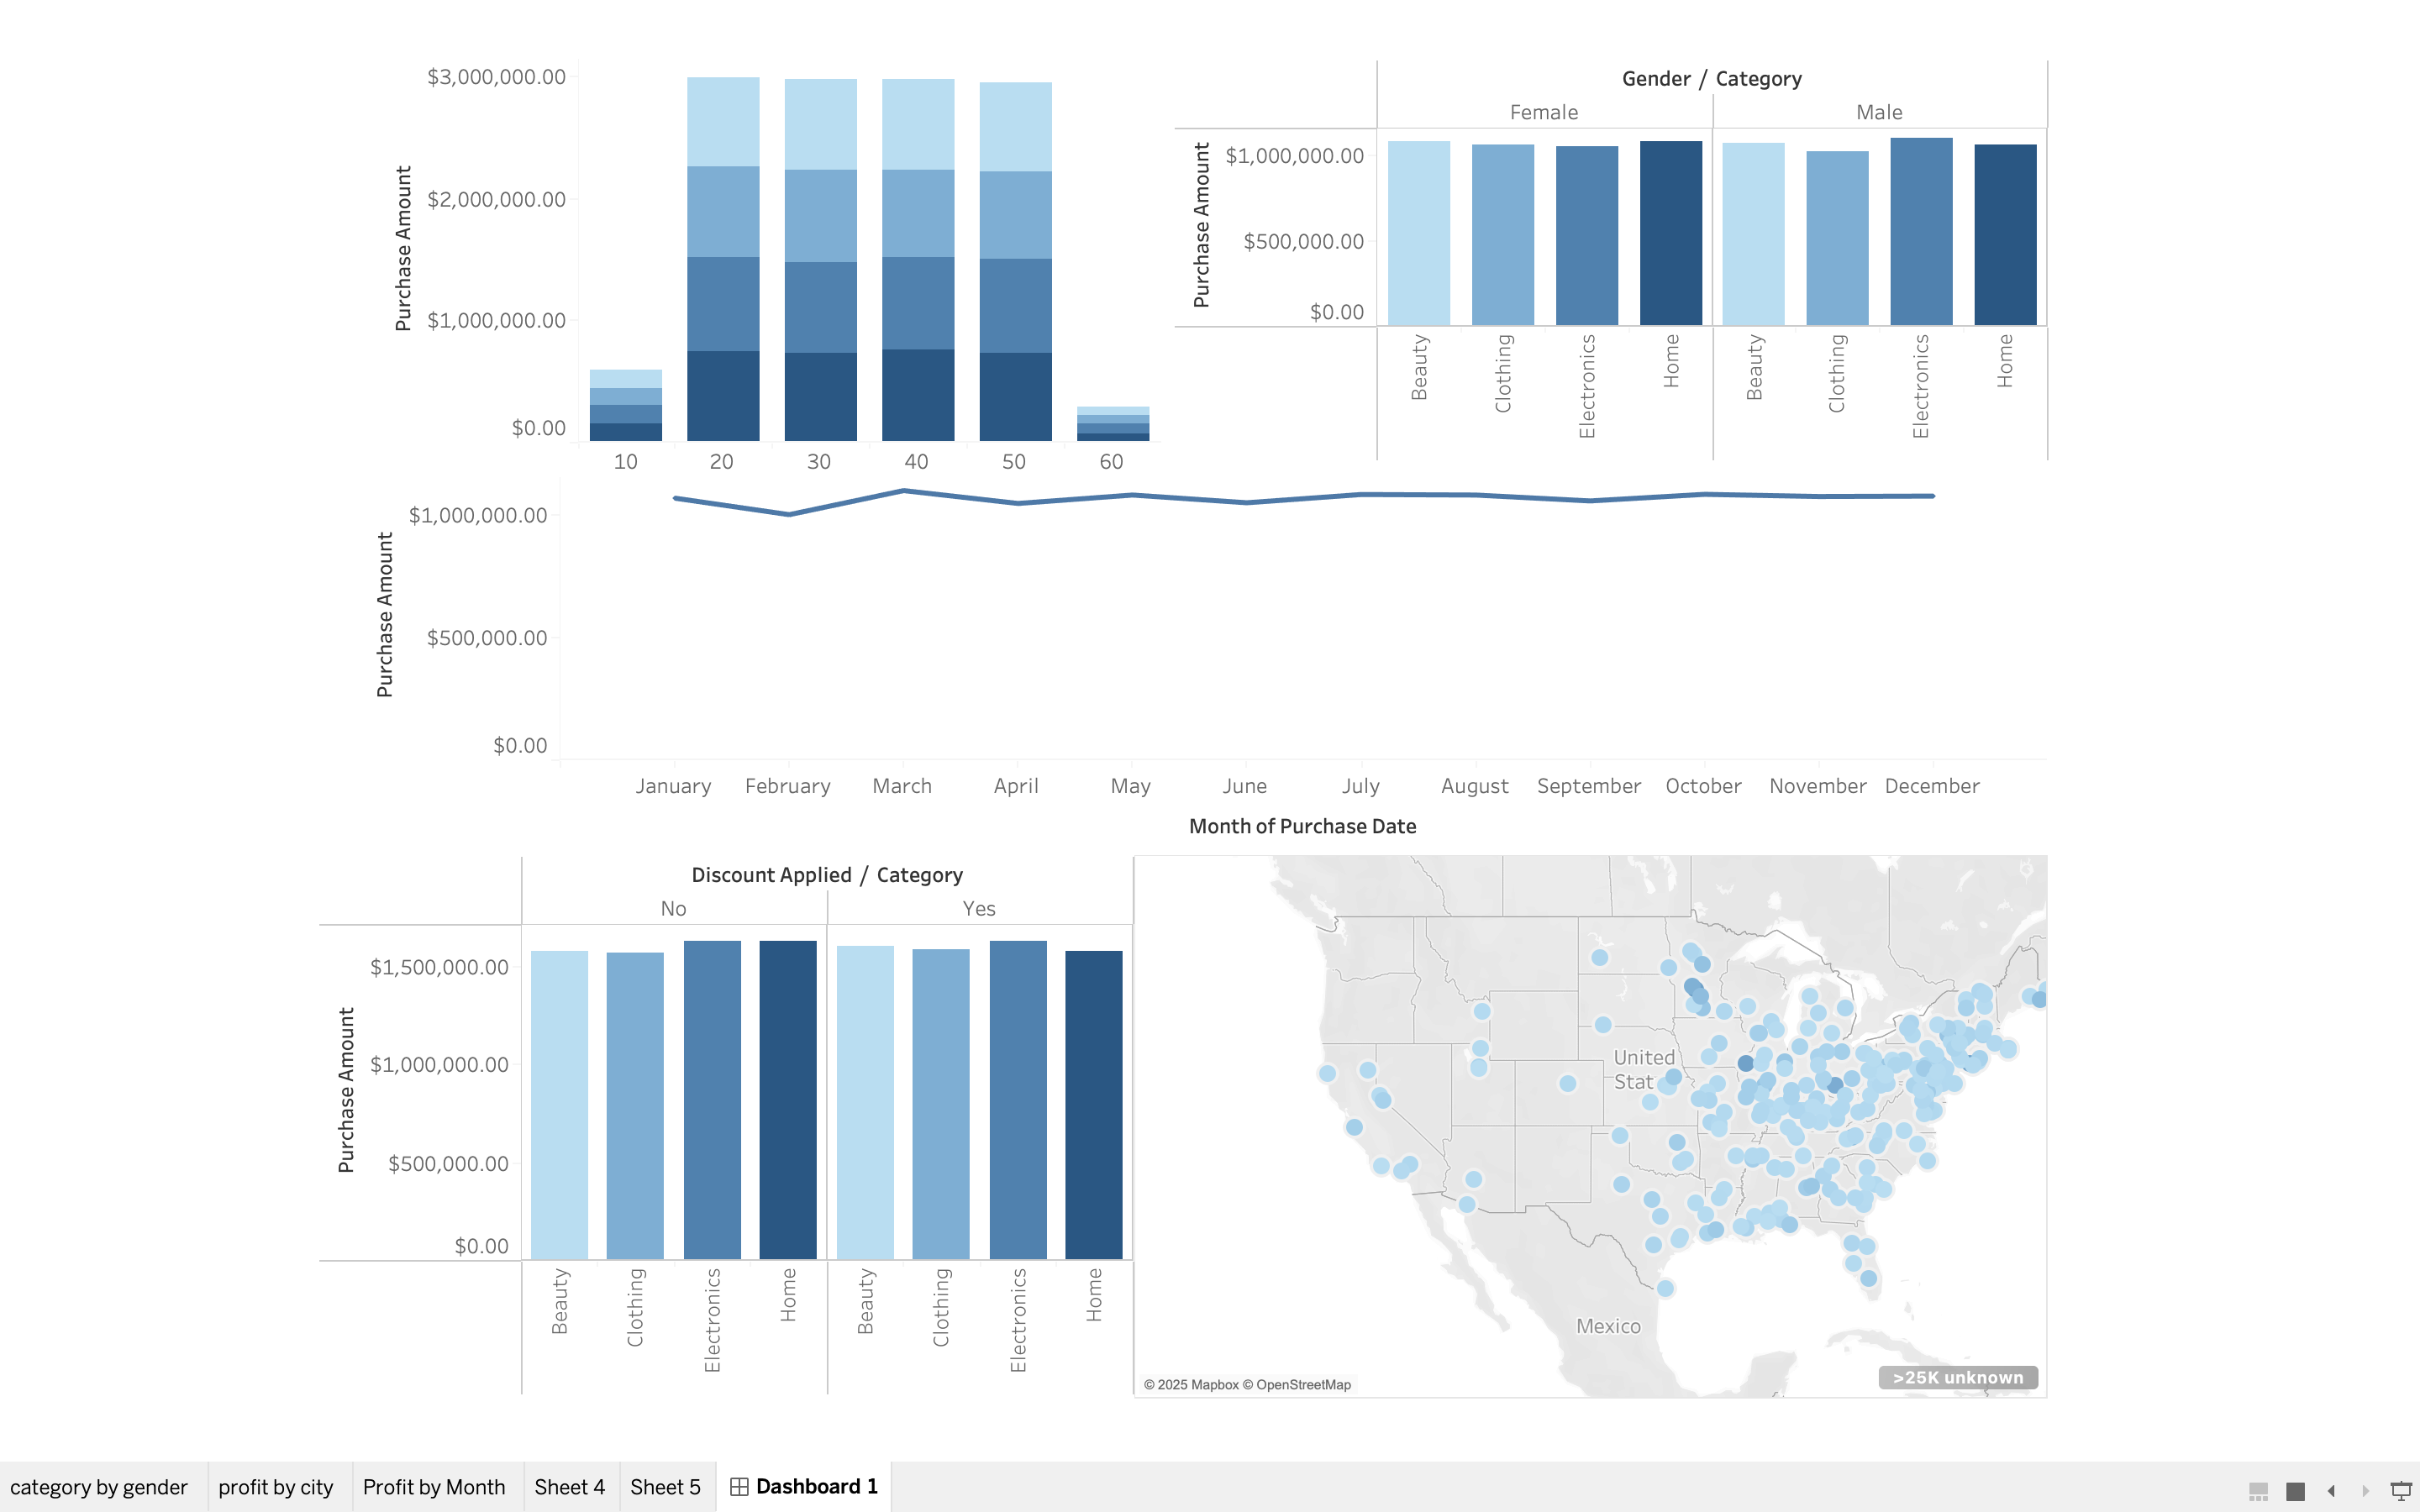 $3,000,000.00
$2,000,000.00
$1,000,000.00
$0.00
Purchase Amount
10 20 30 40 50 60
Gender / Category
Female Male
$1,000,000.00
$500,000.00
$0.00
Purchase Amount
Beauty Clothing Electronics Home Beauty Clothing Electronics Home
$1,000,000.00
$500,000.00
$0.00
Purchase Amount
January February March April May June July August September October November December
Month of Purchase Date
Discount Applied / Category
No Yes
$1,500,000.00
$1,000,000.00
$500,000.00
$0.00
Purchase Amount
Beauty Clothing Electronics Home Beauty Clothing Electronics Home
United
Stat
Mexico
© 2025 Mapbox © OpenStreetMap
>25K unknown
category by gender profit by city Profit by Month Sheet 4 Sheet 5 Dashboard 1